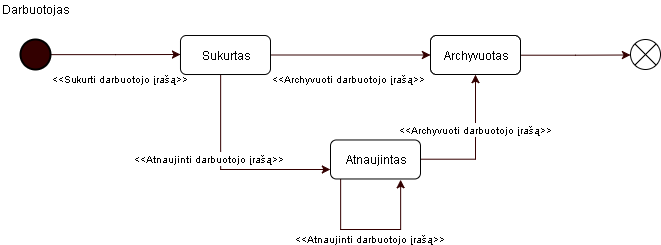 Darbuotojas
Sukurtas
Archyvuotas
<<Sukurti darbuotojo įrašą>>
<<Archyvuoti darbuotojo įrašą>>
<<Archyvuoti darbuotojo įrašą>>
<<Atnaujinti darbuotojo įrašą>>
Atnaujintas
<<Atnaujinti darbuotojo įrašą>>